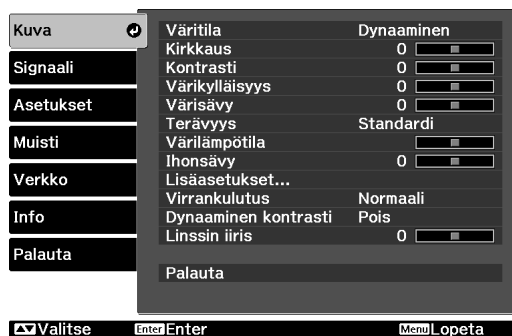 Kuva
Signaali
Asetukset
Muisti
Verkko
Info
Palauta
Väritila Dynaaminen
Kirkkaus 0
Kontrasti 0
Värikylläisyys 0
Värisävy 0
Terävyys Standardi
Värilämpötila
Ihonsävy 0
Lisäasetukset...
Virrankulutus Normaali
Dynaaminen kontrasti Pois
Linssin iiris 0
Palauta
Valitse Enter Enter Menu Lopeta